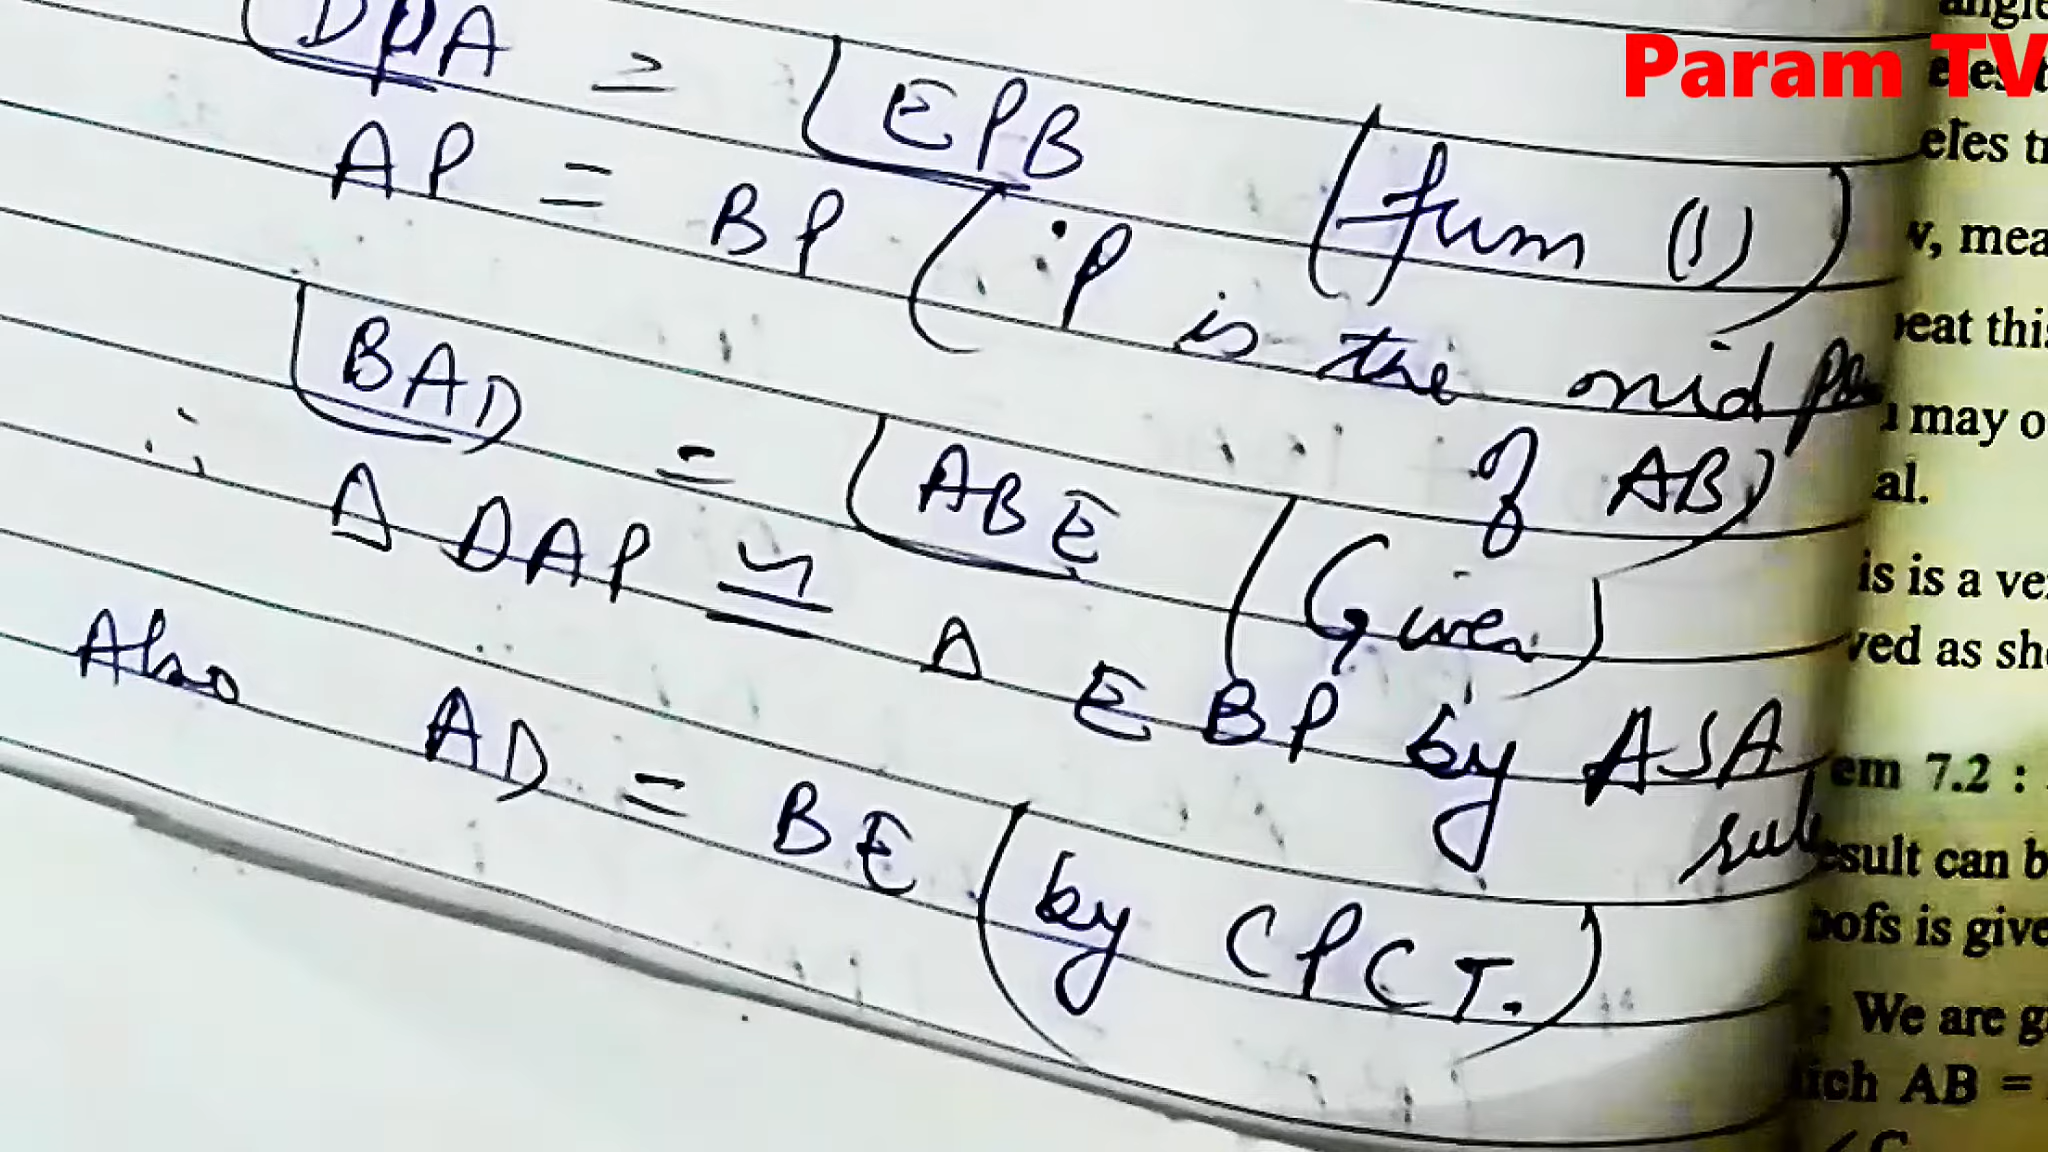 ∠DPA = ∠EPB (from (1))
AP = BP (∵ P is the mid
of AB)
∠BAD = ∠ABE (Given)
∴ Δ DAP ≅ Δ EBP by ASA
rule
Also AD = BE (by CPCT.)
Param TV
eles t
eles tr
v, mea
eat this
may o
al.
is is a ve
ved as sh
em 7.2 :
esult can b
oofs is give
We are g
ich AB =